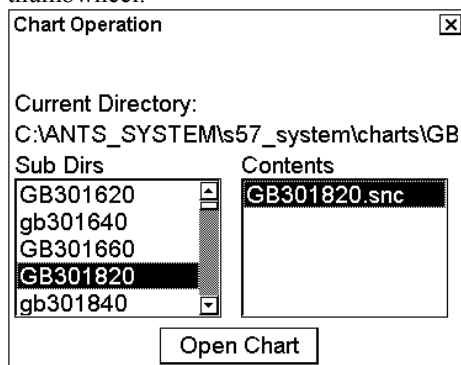 thumbwheel.
Chart Operation
Current Directory:
C:\ANTS_SYSTEM\s57_system\charts\GB
Sub Dirs
Contents
GB301620
gb301640
GB301660
GB301820
gb301840
GB301820.snc
Open Chart